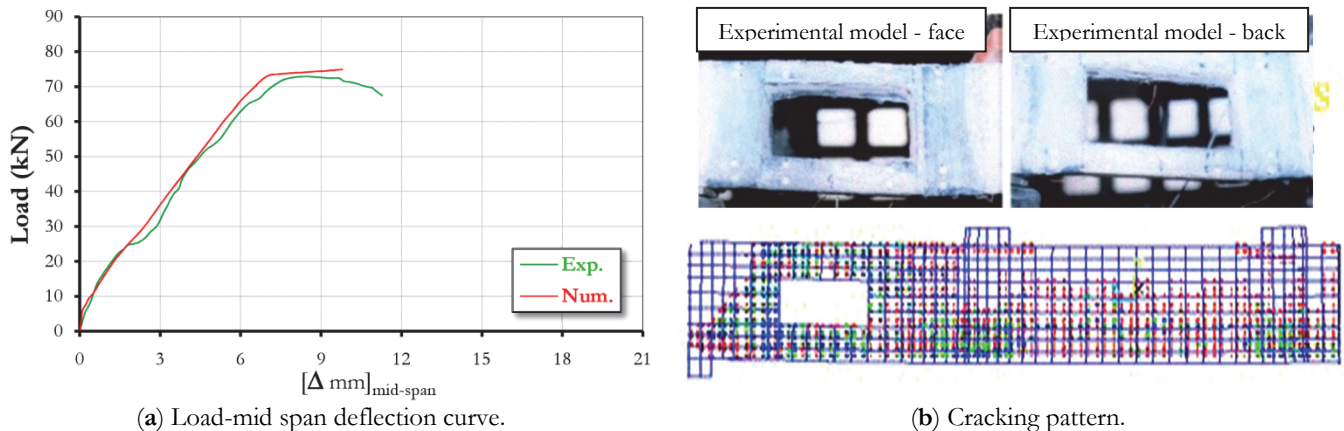 90
80
70
60
50
40
30
20
10
0
Load (kN)
Exp.
Num.
0 3 6 9 12 15 18 21
[Δ mm]mid-span
(a) Load-mid span deflection curve.
Experimental model - face
Experimental model - back
S
X
(b) Cracking pattern.